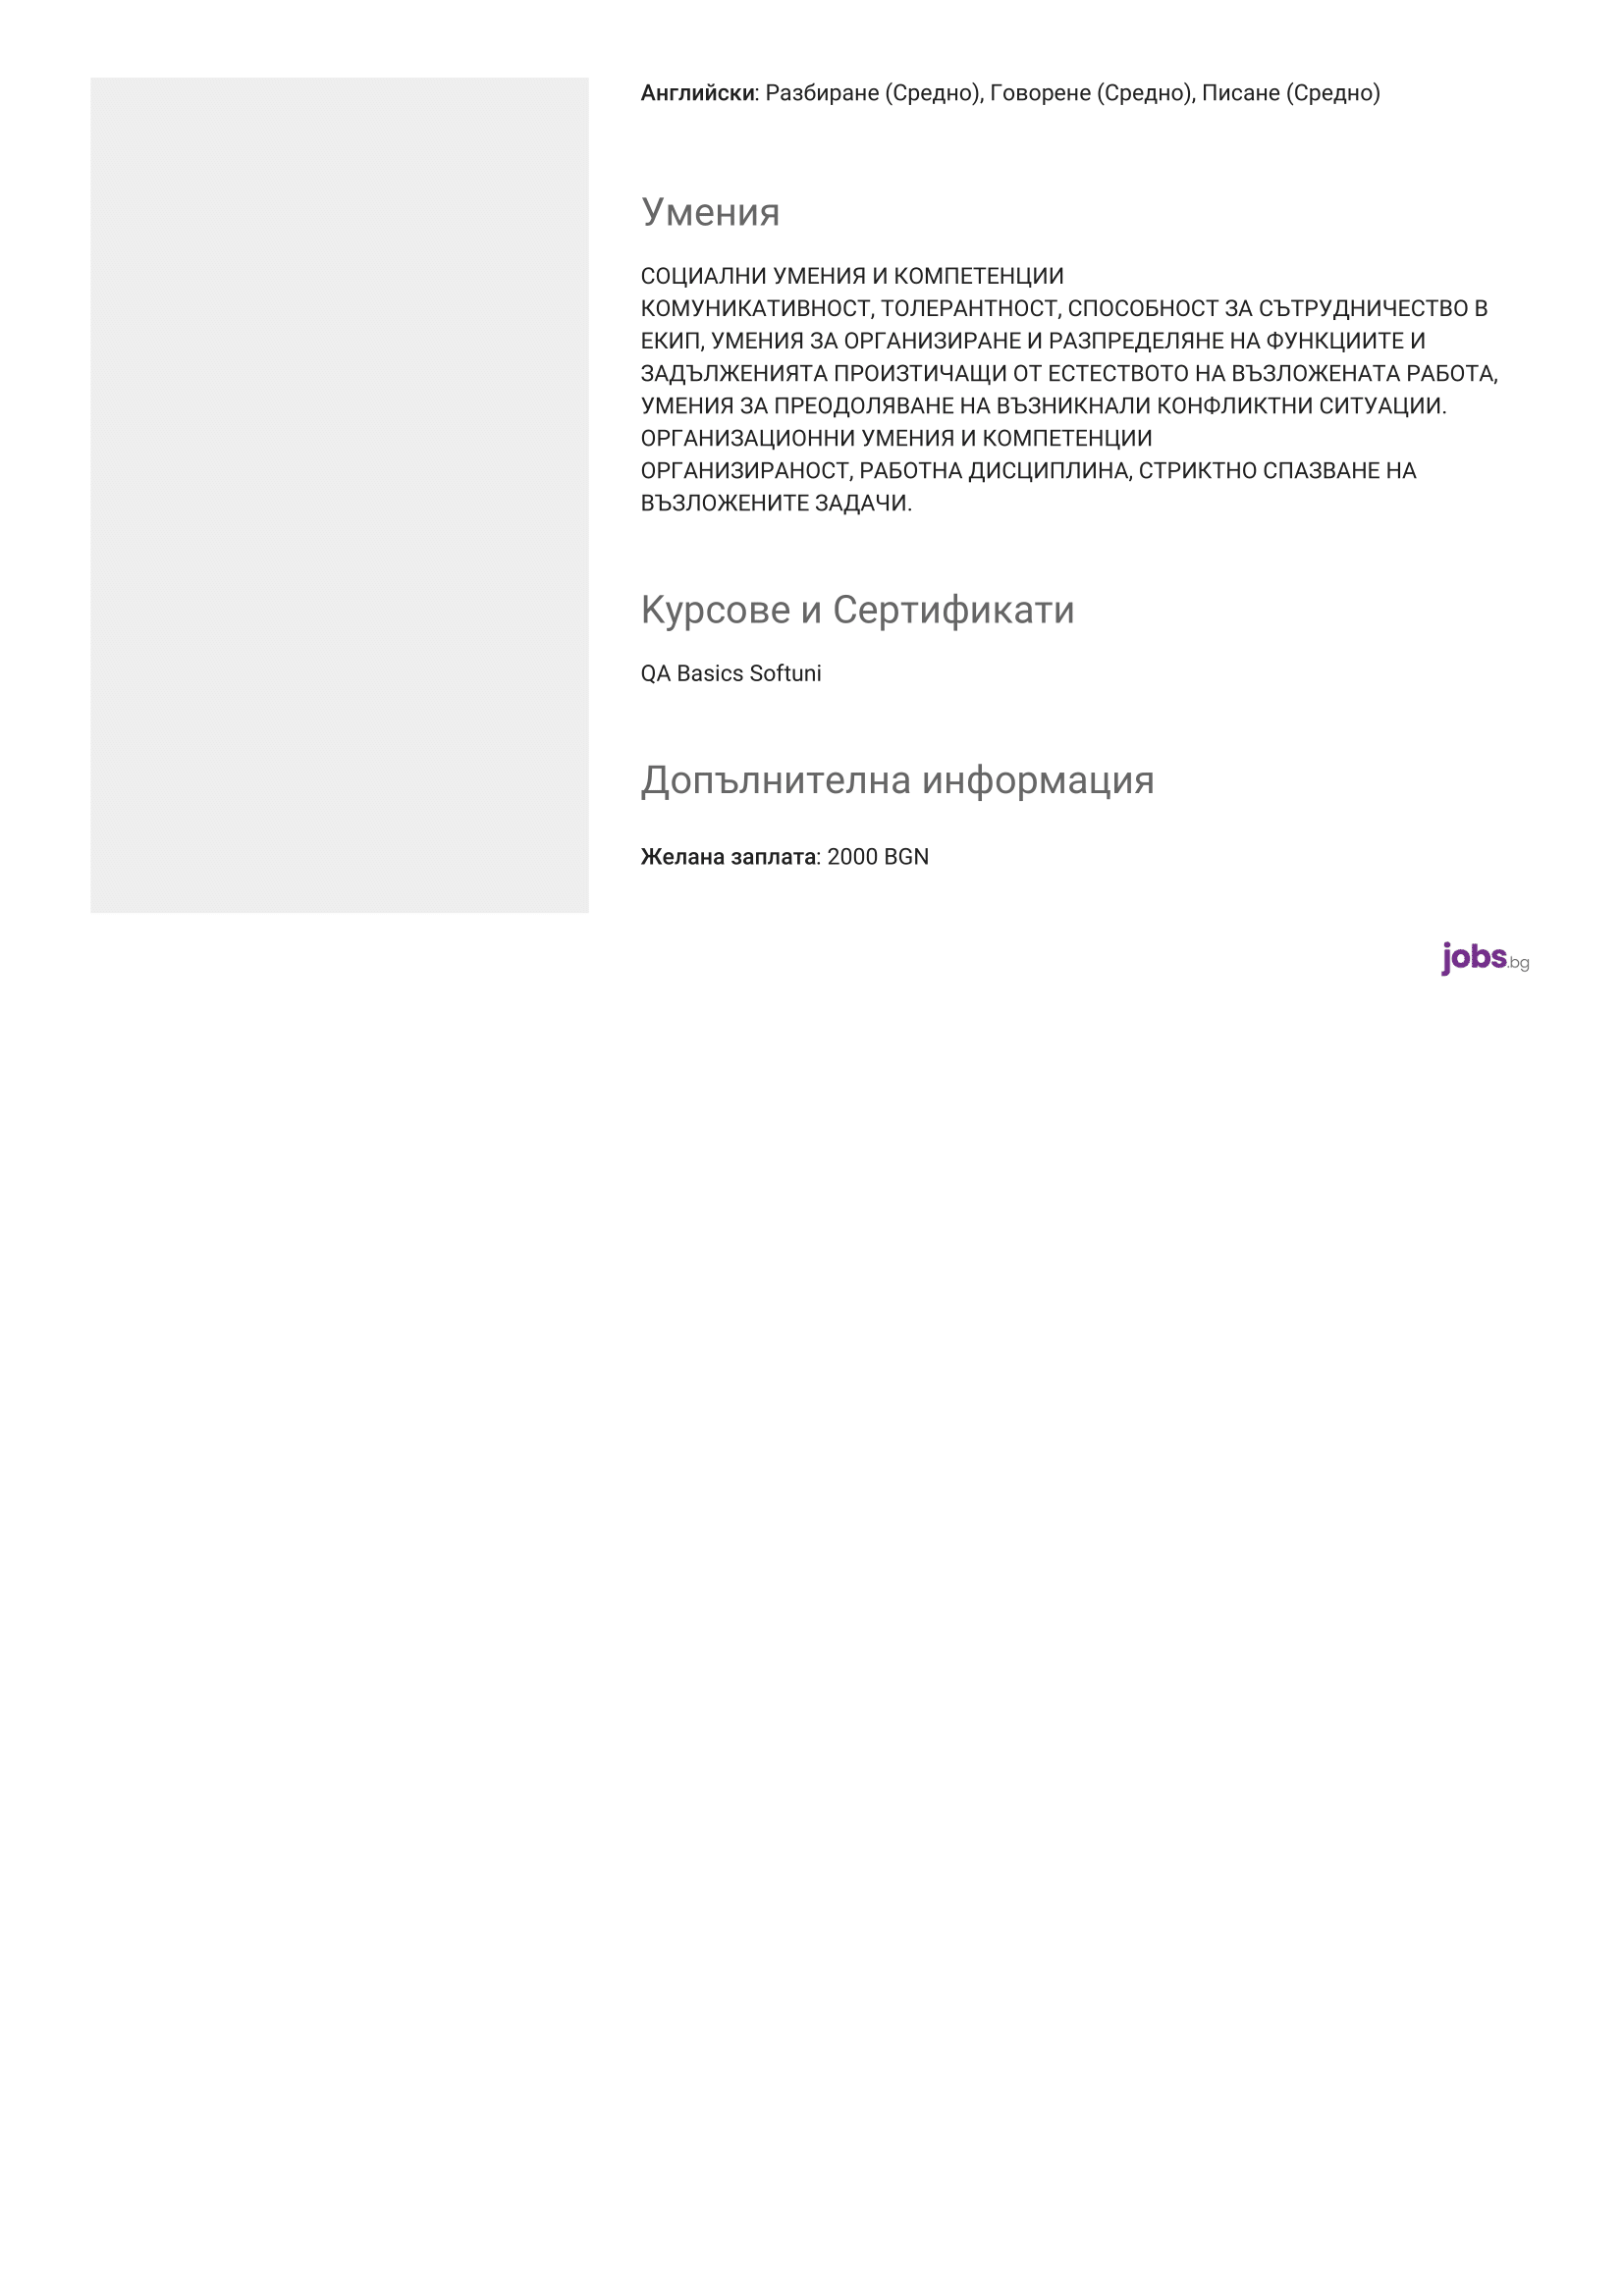 Английски: Разбиране (Средно), Говорене (Средно), Писане (Средно)
Умения
СОЦИАЛНИ УМЕНИЯ И КОМПЕТЕНЦИИ
КОМУНИКАТИВНОСТ, ТОЛЕРАНТНОСТ, СПОСОБНОСТ ЗА СЪТРУДНИЧЕСТВО В
ЕКИП, УМЕНИЯ ЗА ОРГАНИЗИРАНЕ И РАЗПРЕДЕЛЯНЕ НА ФУНКЦИИТЕ И
ЗАДЪЛЖЕНИЯТА ПРОИЗТИЧАЩИ ОТ ЕСТЕСТВОТО НА ВЪЗЛОЖЕНАТА РАБОТА,
УМЕНИЯ ЗА ПРЕОДОЛЯВАНЕ НА ВЪЗНИКНАЛИ КОНФЛИКТНИ СИТУАЦИИ.
ОРГАНИЗАЦИОННИ УМЕНИЯ И КОМПЕТЕНЦИИ
ОРГАНИЗИРАНОСТ, РАБОТНА ДИСЦИПЛИНА, СТРИКТНО СПАЗВАНЕ НА
ВЪЗЛОЖЕНИТЕ ЗАДАЧИ.
Курсове и Сертификати
QA Basics Softuni
Допълнителна информация
Желана заплата: 2000 BGN
jobs.bg